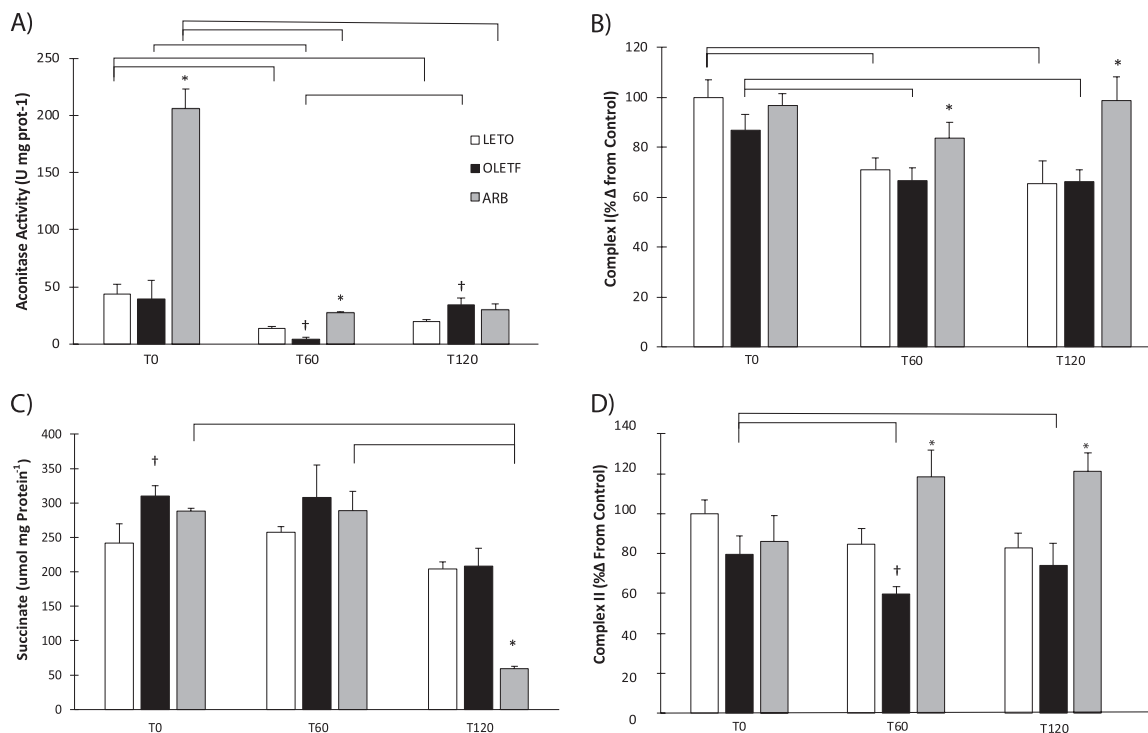 A)
Aconitase Activity (U mg prot-1)
250
200
150
100
50
0
*
†
*
†
LETO
OLETF
ARB
T0
T60
T120
B)
Complex I(% Δ from Control)
120
100
80
60
40
20
0
*
*
T0
T60
T120
C)
Succinate (umol mg Protein⁻¹)
400
350
300
250
200
150
100
50
0
†
*
T0
T60
T120
D)
Complex II (%Δ From Control)
140
120
100
80
60
40
20
0
*
†
*
T0
T60
T120